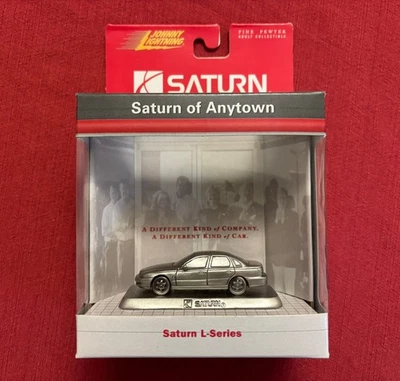 JOHNNY
LIGHTNING
FINE PEWTER
ADULT COLLECTIBLE
SATURN
Saturn of Anytown
A DIFFERENT KIND of COMPANY.
A DIFFERENT KIND of CAR.
SATURN
Saturn L-Series